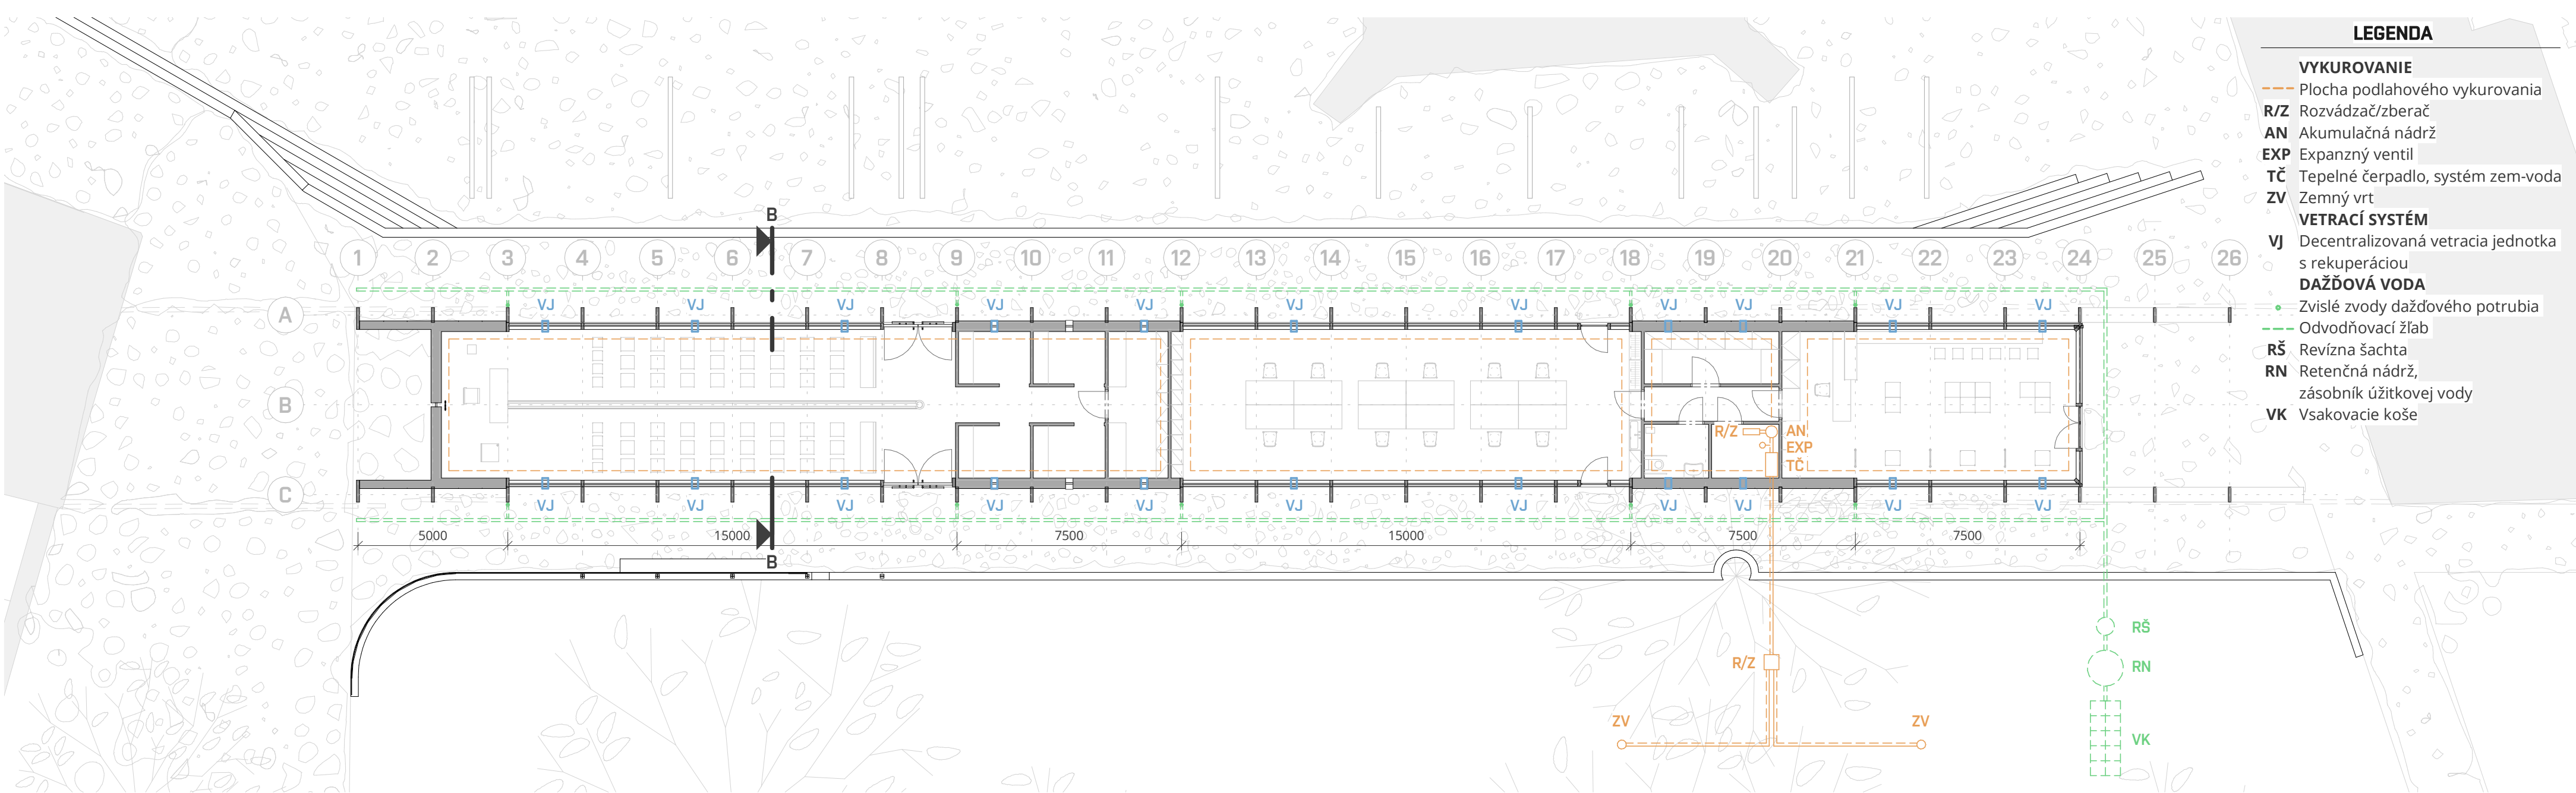 LEGENDA
VYKUROVANIE
Plocha podlahového vykurovania
R/Z Rozvádzač/zberač
AN Akumulačná nádrž
EXP Expanzný ventil
TČ Tepelné čerpadlo, systém zem-voda
ZV Zemný vrt
VETRACÍ SYSTÉM
VJ Decentralizovaná vetracia jednotka
s rekuperáciou
DAŽĎOVÁ VODA
Zvislé zvody dažďového potrubia
Odvodňovací žľab
RŠ Revízna šachta
RN Retenčná nádrž,
zásobník úžitkovej vody
VK Vsakovacie koše
B
1 2 3 4 5 6 7 8 9 10 11 12 13 14 15 16 17 18 19 20 21 22 23 24 25 26
VJ VJ VJ VJ VJ VJ VJ VJ VJ VJ VJ
A
B
R/Z AN
EXP
TČ
C
VJ VJ VJ VJ VJ VJ VJ VJ VJ VJ VJ
5000 15000 7500 15000 7500 7500
B
RŠ
R/Z RN
ZV ZV
VK